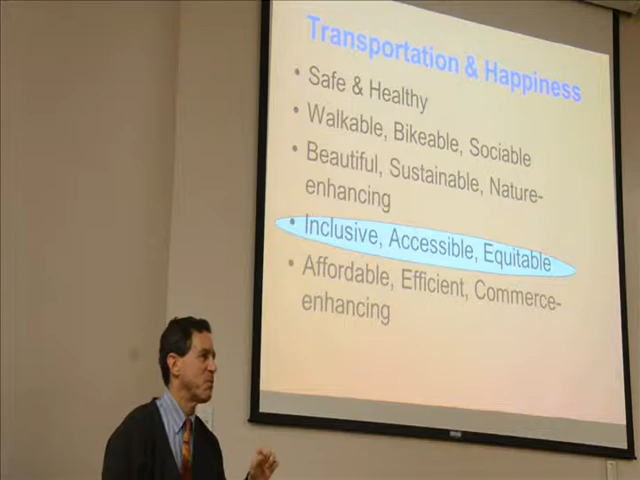 Transportation & Happiness
• Safe & Healthy
• Walkable, Bikeable, Sociable
• Beautiful, Sustainable, Nature-
enhancing
• Inclusive, Accessible, Equitable
• Affordable, Efficient, Commerce-
enhancing